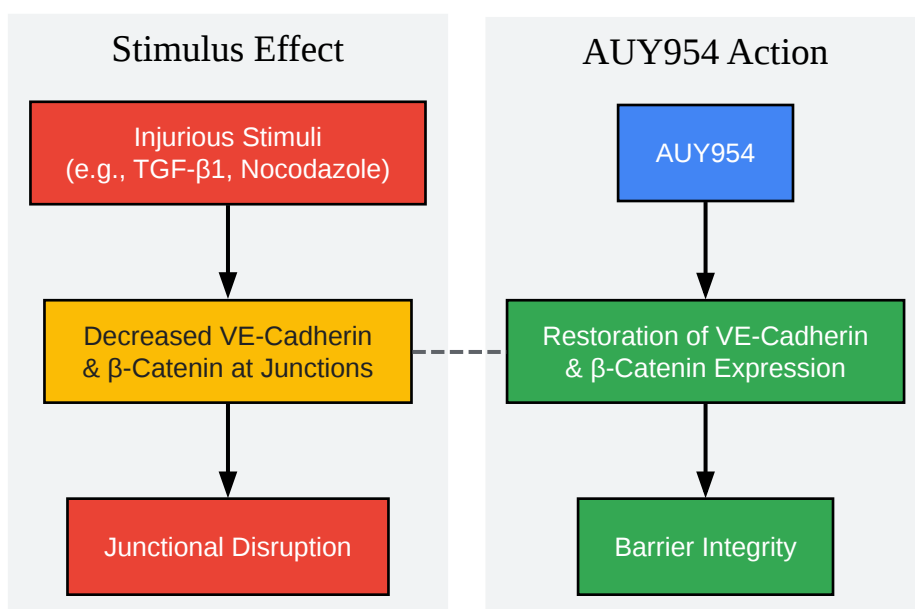 Stimulus Effect
Injurious Stimuli
(e.g., TGF-β1, Nocodazole)
Decreased VE-Cadherin
& β-Catenin at Junctions
Junctional Disruption
AUY954 Action
AUY954
Restoration of VE-Cadherin
& β-Catenin Expression
Barrier Integrity